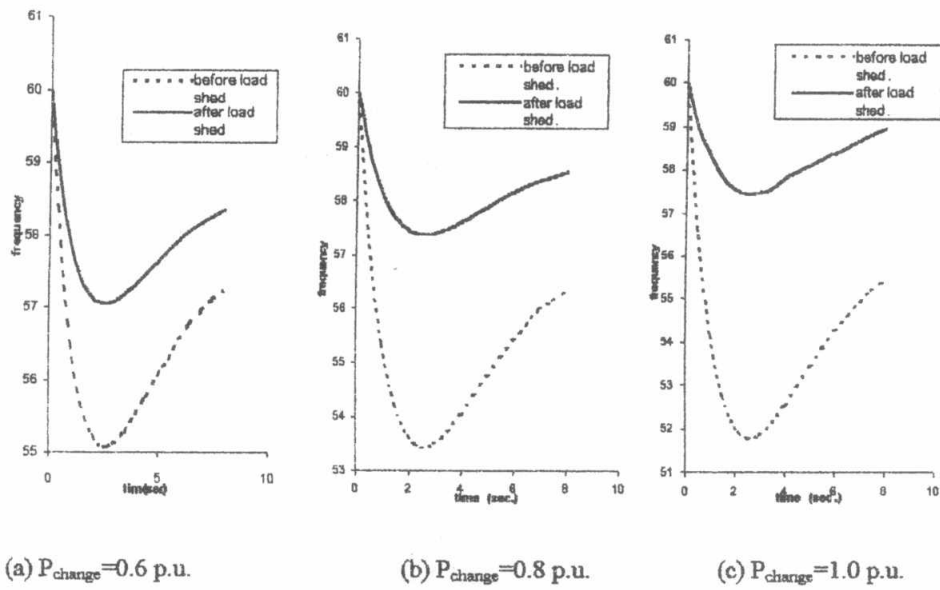 61
60
59
58
57
56
55
0
5
10
frequency
time(sec)
before load
shed
after load
shed
61
60
59
58
57
56
55
54
53
0
2
4
6
8
10
frequency
time (sec.)
before load
shed.
after load
shed.
61
60
59
58
57
56
55
54
53
52
51
0
2
4
6
8
10
frequency
time (sec.)
before load
shed.
after load
shed.
(a) Pchange=0.6 p.u.
(b) Pchange=0.8 p.u.
(c) Pchange=1.0 p.u.